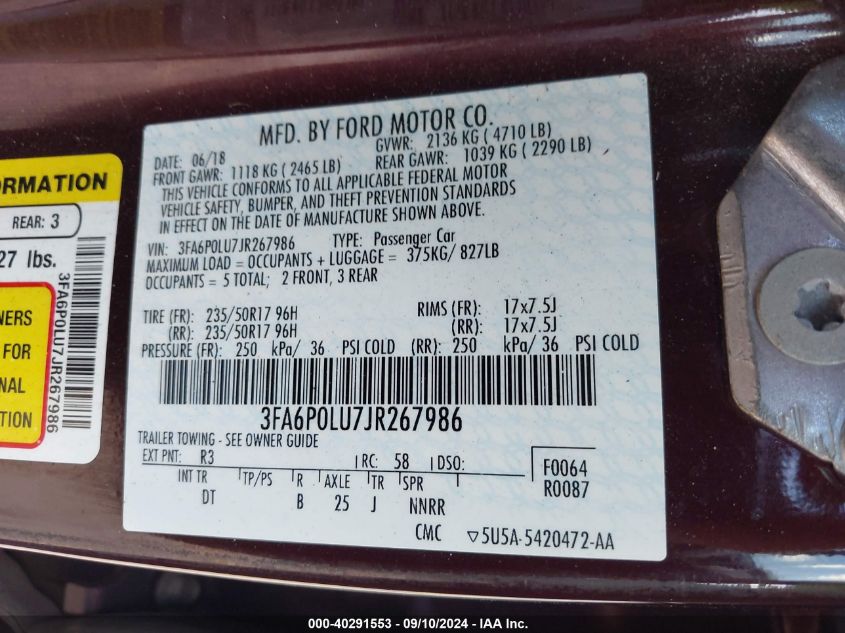 MFD. BY FORD MOTOR CO.
DATE: 06/18 GVWR: 2136 KG ( 4710 LB)
FRONT GAWR: 1118 KG ( 2465 LB) REAR GAWR: 1039 KG ( 2290 LB)
THIS VEHICLE CONFORMS TO ALL APPLICABLE FEDERAL MOTOR
VEHICLE SAFETY, BUMPER, AND THEFT PREVENTION STANDARDS
IN EFFECT ON THE DATE OF MANUFACTURE SHOWN ABOVE.
VIN: 3FA6P0LU7JR267986 TYPE: Passenger Car
MAXIMUM LOAD = OCCUPANTS + LUGGAGE = 375KG/ 827LB
OCCUPANTS = 5 TOTAL; 2 FRONT, 3 REAR
TIRE (FR): 235/50R17 96H RIMS (FR): 17x7.5J
(RR): 235/50R17 96H (RR): 17x7.5J
PRESSURE (FR): 250 kPa/ 36 PSI COLD (RR): 250 kPa/ 36 PSI COLD
3FA6P0LU7JR267986
TRAILER TOWING - SEE OWNER GUIDE
EXT PNT: R3 RC: 58 DSO: F0064
INT TR TP/PS R AXLE TR SPR R0087
DT B 25 J NNRR
CMC ▽5U5A-5420472-AA
ORMATION
REAR: 3
27 lbs.
NERS
FOR
NAL
N
3FA6P0LU7JR267986
000-40291553 - 09/10/2024 - IAA Inc.